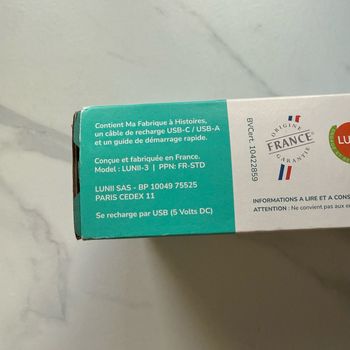 Contient Ma Fabrique à Histoires,
un câble de recharge USB-C / USB-A
et un guide de démarrage rapide.
Conçue et fabriquée en France.
Model : LUNII-3 | PPN: FR-STD
LUNII SAS - BP 10049 75525
PARIS CEDEX 11
Se recharge par USB (5 Volts DC)
BVCert. 10422859
ORIGINE
FRANCE
GARANTIE
LU
INFORMATIONS A LIRE ET A CONS
ATTENTION : Ne convient pas aux en